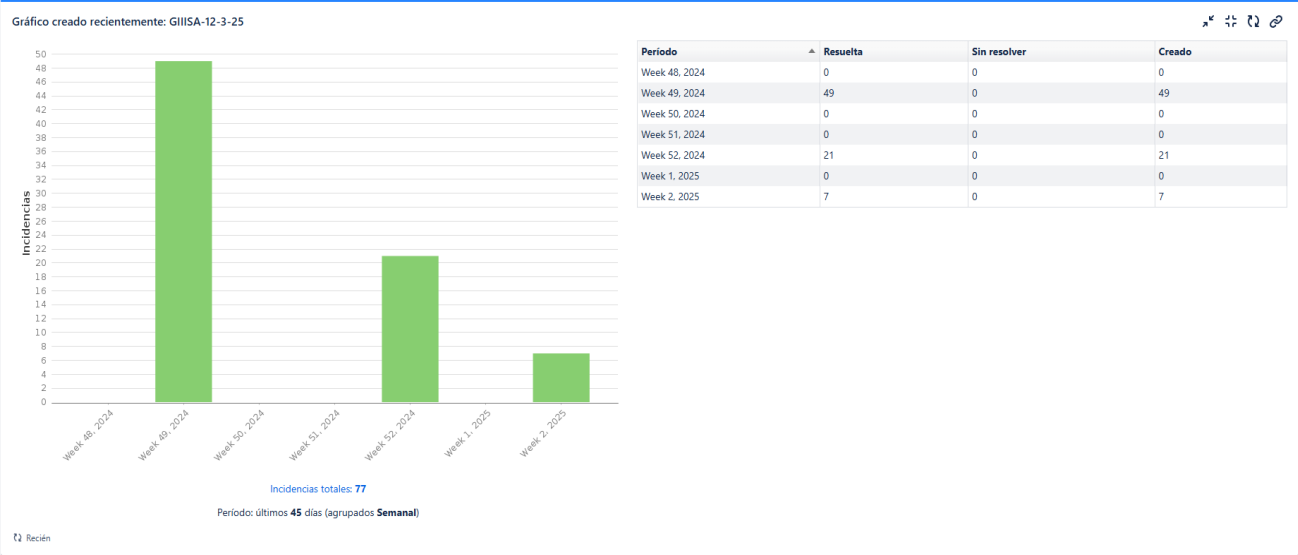 Gráfico creado recientemente: GIIISA-12-3-25
50
48
46
44
42
40
38
36
34
32
30
28
26
24
22
20
18
16
14
12
10
8
6
4
2
0
Incidencias
Week 48, 2024
Week 49, 2024
Week 50, 2024
Week 51, 2024
Week 52, 2024
Week 1, 2025
Week 2, 2025
Incidencias totales: 77
Período: últimos 45 días (agrupados Semanal)
Período Resuelta Sin resolver Creado
Week 48, 2024 0 0 0
Week 49, 2024 49 0 49
Week 50, 2024 0 0 0
Week 51, 2024 0 0 0
Week 52, 2024 21 0 21
Week 1, 2025 0 0 0
Week 2, 2025 7 0 7
Recién